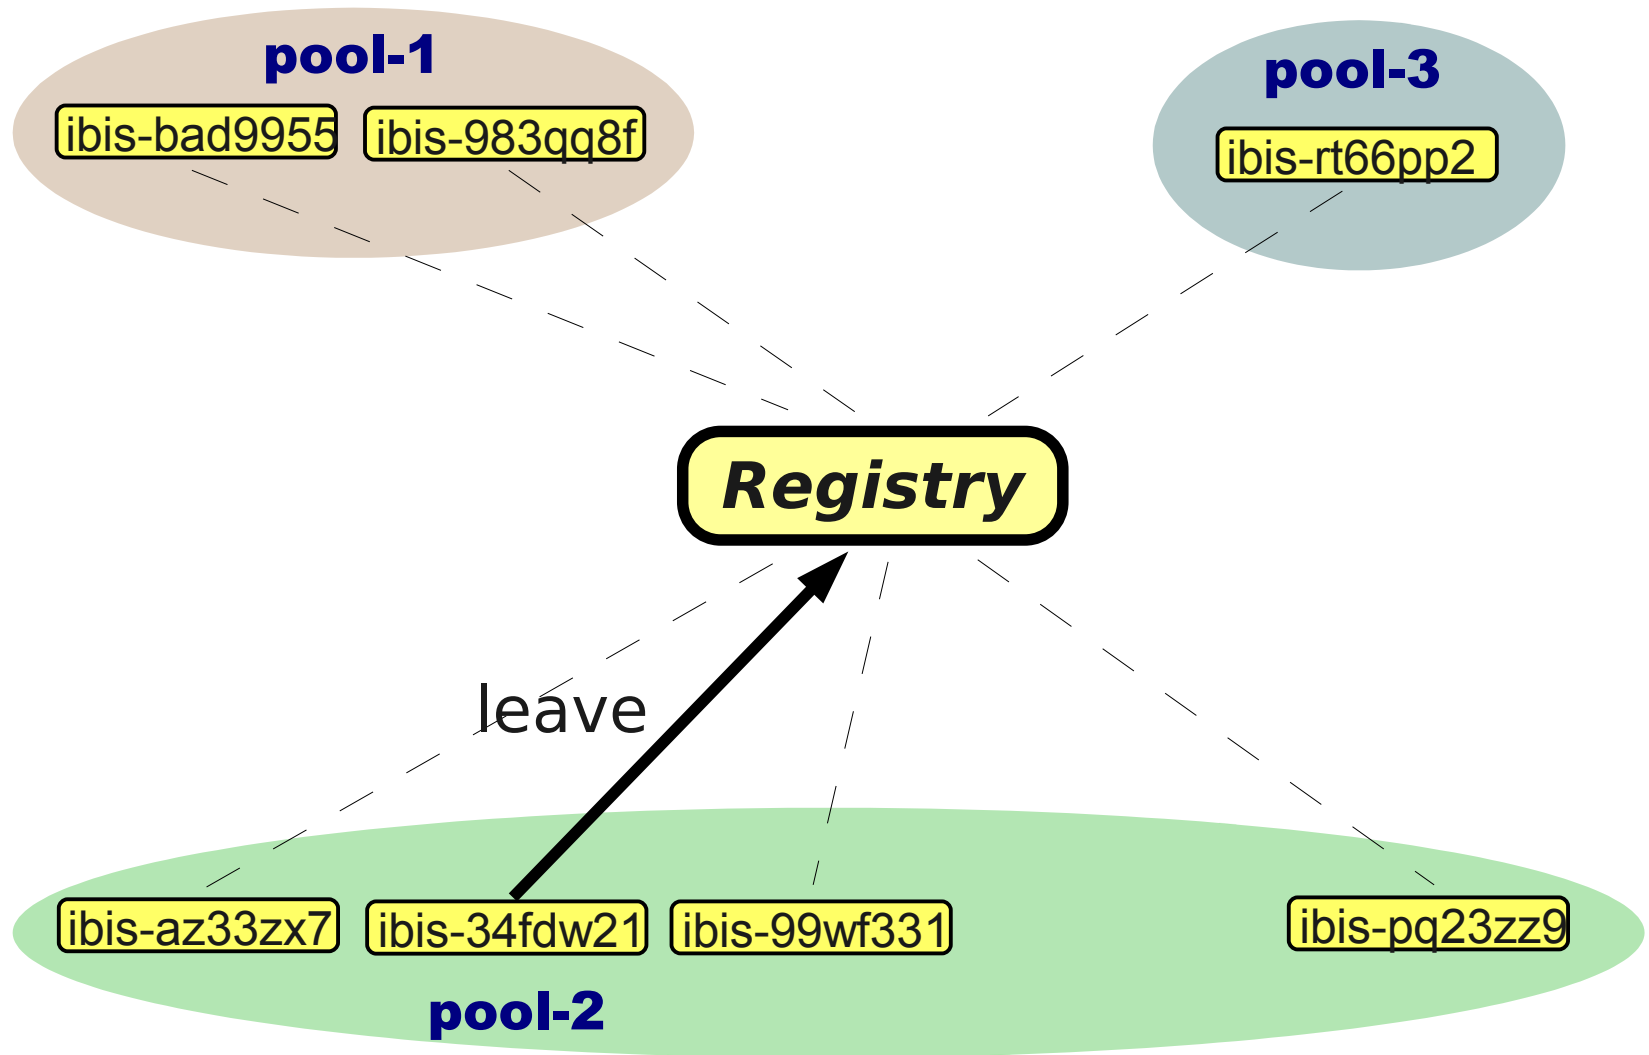 pool-1
ibis-bad9955
ibis-983qq8f
pool-3
ibis-rt66pp2
Registry
leave
ibis-az33zx7
ibis-34fdw21
ibis-99wf331
ibis-pq23zz9
pool-2